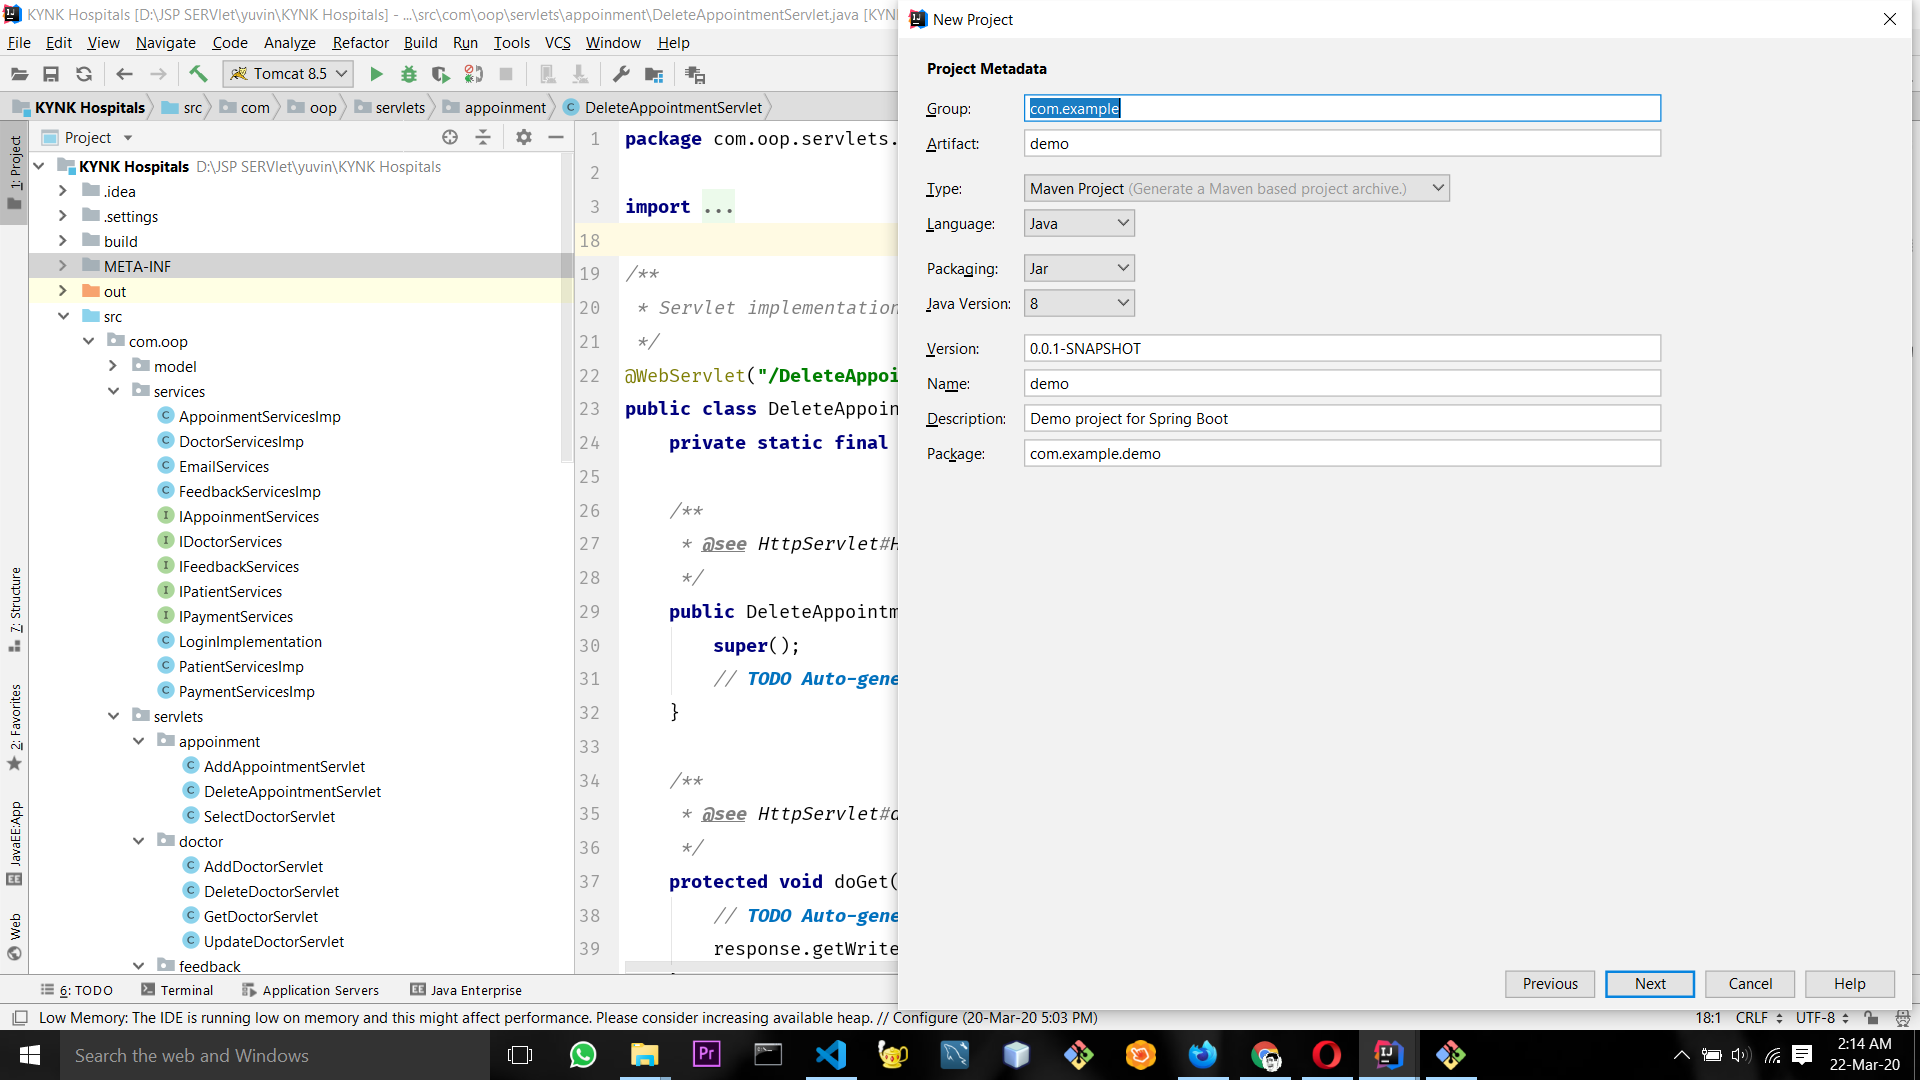 KYNK Hospitals [D:\JSP SERVlet\yuvin\KYNK Hospitals] - ...\src\com\oop\servlets\appoinment\DeleteAppointmentServlet.java [KYN
File Edit View Navigate Code Analyze Refactor Build Run Tools VCS Window Help
Tomcat 8.5
KYNK Hospitals src com oop servlets appoinment DeleteAppointmentServlet
Project
1: Project
7: Structure
2: Favorites
JavaEE:App
Web
KYNK Hospitals D:\JSP SERVlet\yuvin\KYNK Hospitals
.idea
.settings
build
META-INF
out
src
com.oop
model
services
AppoinmentServicesImp
DoctorServicesImp
EmailServices
FeedbackServicesImp
IAppoinmentServices
IDoctorServices
IFeedbackServices
IPatientServices
IPaymentServices
LoginImplementation
PatientServicesImp
PaymentServicesImp
servlets
appoinment
AddAppointmentServlet
DeleteAppointmentServlet
SelectDoctorServlet
doctor
AddDoctorServlet
DeleteDoctorServlet
GetDoctorServlet
UpdateDoctorServlet
feedback
1 package com.oop.servlets.
2
3 import ...
18
19 /**
20 * Servlet implementation
21 */
22 @WebServlet("/DeleteAppoi
23 public class DeleteAppoin
24 private static final
25
26 /**
27 * @see HttpServlet#H
28 */
29 public DeleteAppointm
30 super();
31 // TODO Auto-gene
32 }
33
34 /**
35 * @see HttpServlet#d
36 */
37 protected void doGet(
38 // TODO Auto-gene
39 response.getWrite
New Project
Project Metadata
Group: com.example
Artifact: demo
Type: Maven Project (Generate a Maven based project archive.)
Language: Java
Packaging: Jar
Java Version: 8
Version: 0.0.1-SNAPSHOT
Name: demo
Description: Demo project for Spring Boot
Package: com.example.demo
Previous Next Cancel Help
6: TODO Terminal Application Servers Java Enterprise
Low Memory: The IDE is running low on memory and this might affect performance. Please consider increasing available heap. // Configure (20-Mar-20 5:03 PM)
18:1 CRLF UTF-8
Search the web and Windows
Pr
2:14 AM
22-Mar-20